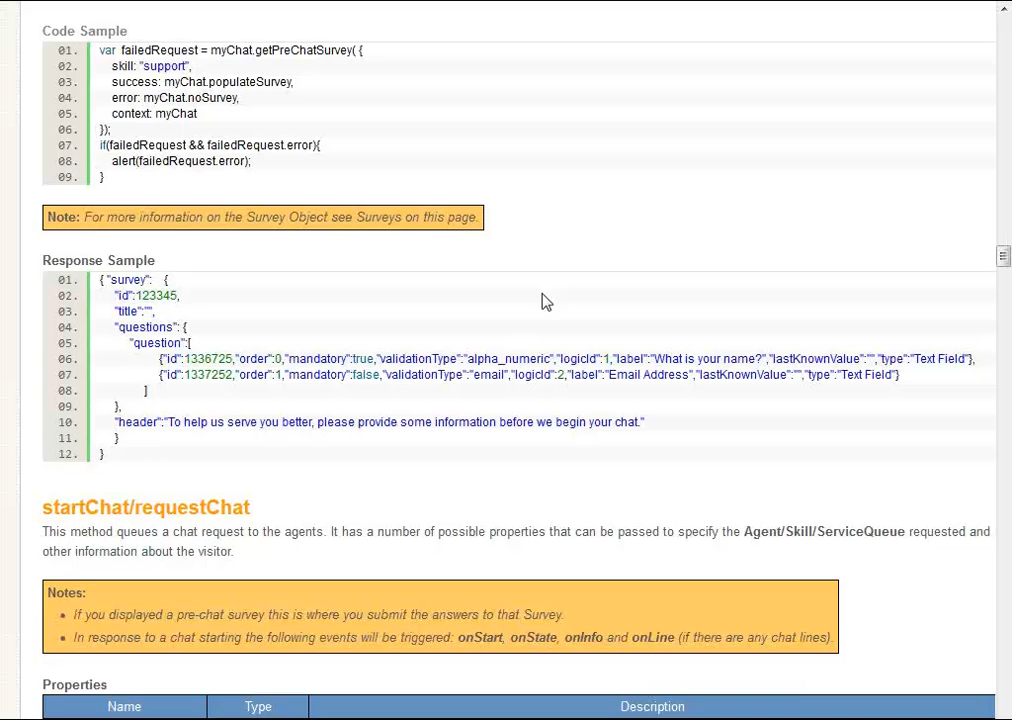 Code Sample
01. var failedRequest = myChat.getPreChatSurvey( {
02. skill: "support",
03. success: myChat.populateSurvey,
04. error: myChat.noSurvey,
05. context: myChat
06. });
07. if(failedRequest && failedRequest.error){
08. alert(failedRequest.error);
09. }
Note: For more information on the Survey Object see Surveys on this page.
Response Sample
01. { "survey": {
02. "id":123345,
03. "title":"",
04. "questions": {
05. "question":[
06. {"id":1336725,"order":0,"mandatory":true,"validationType":"alpha_numeric","logicId":1,"label":"What is your name?","lastKnownValue":"","type":"Text Field"},
07. {"id":1337252,"order":1,"mandatory":false,"validationType":"email","logicId":2,"label":"Email Address","lastKnownValue":"","type":"Text Field"}
08. ]
09. },
10. "header":"To help us serve you better, please provide some information before we begin your chat."
11. }
12. }
startChat/requestChat
This method queues a chat request to the agents. It has a number of possible properties that can be passed to specify the Agent/Skill/ServiceQueue requested and
other information about the visitor.
Notes:
• If you displayed a pre-chat survey this is where you submit the answers to that Survey.
• In response to a chat starting the following events will be triggered: onStart, onState, onInfo and onLine (if there are any chat lines).
Properties
Name Type Description